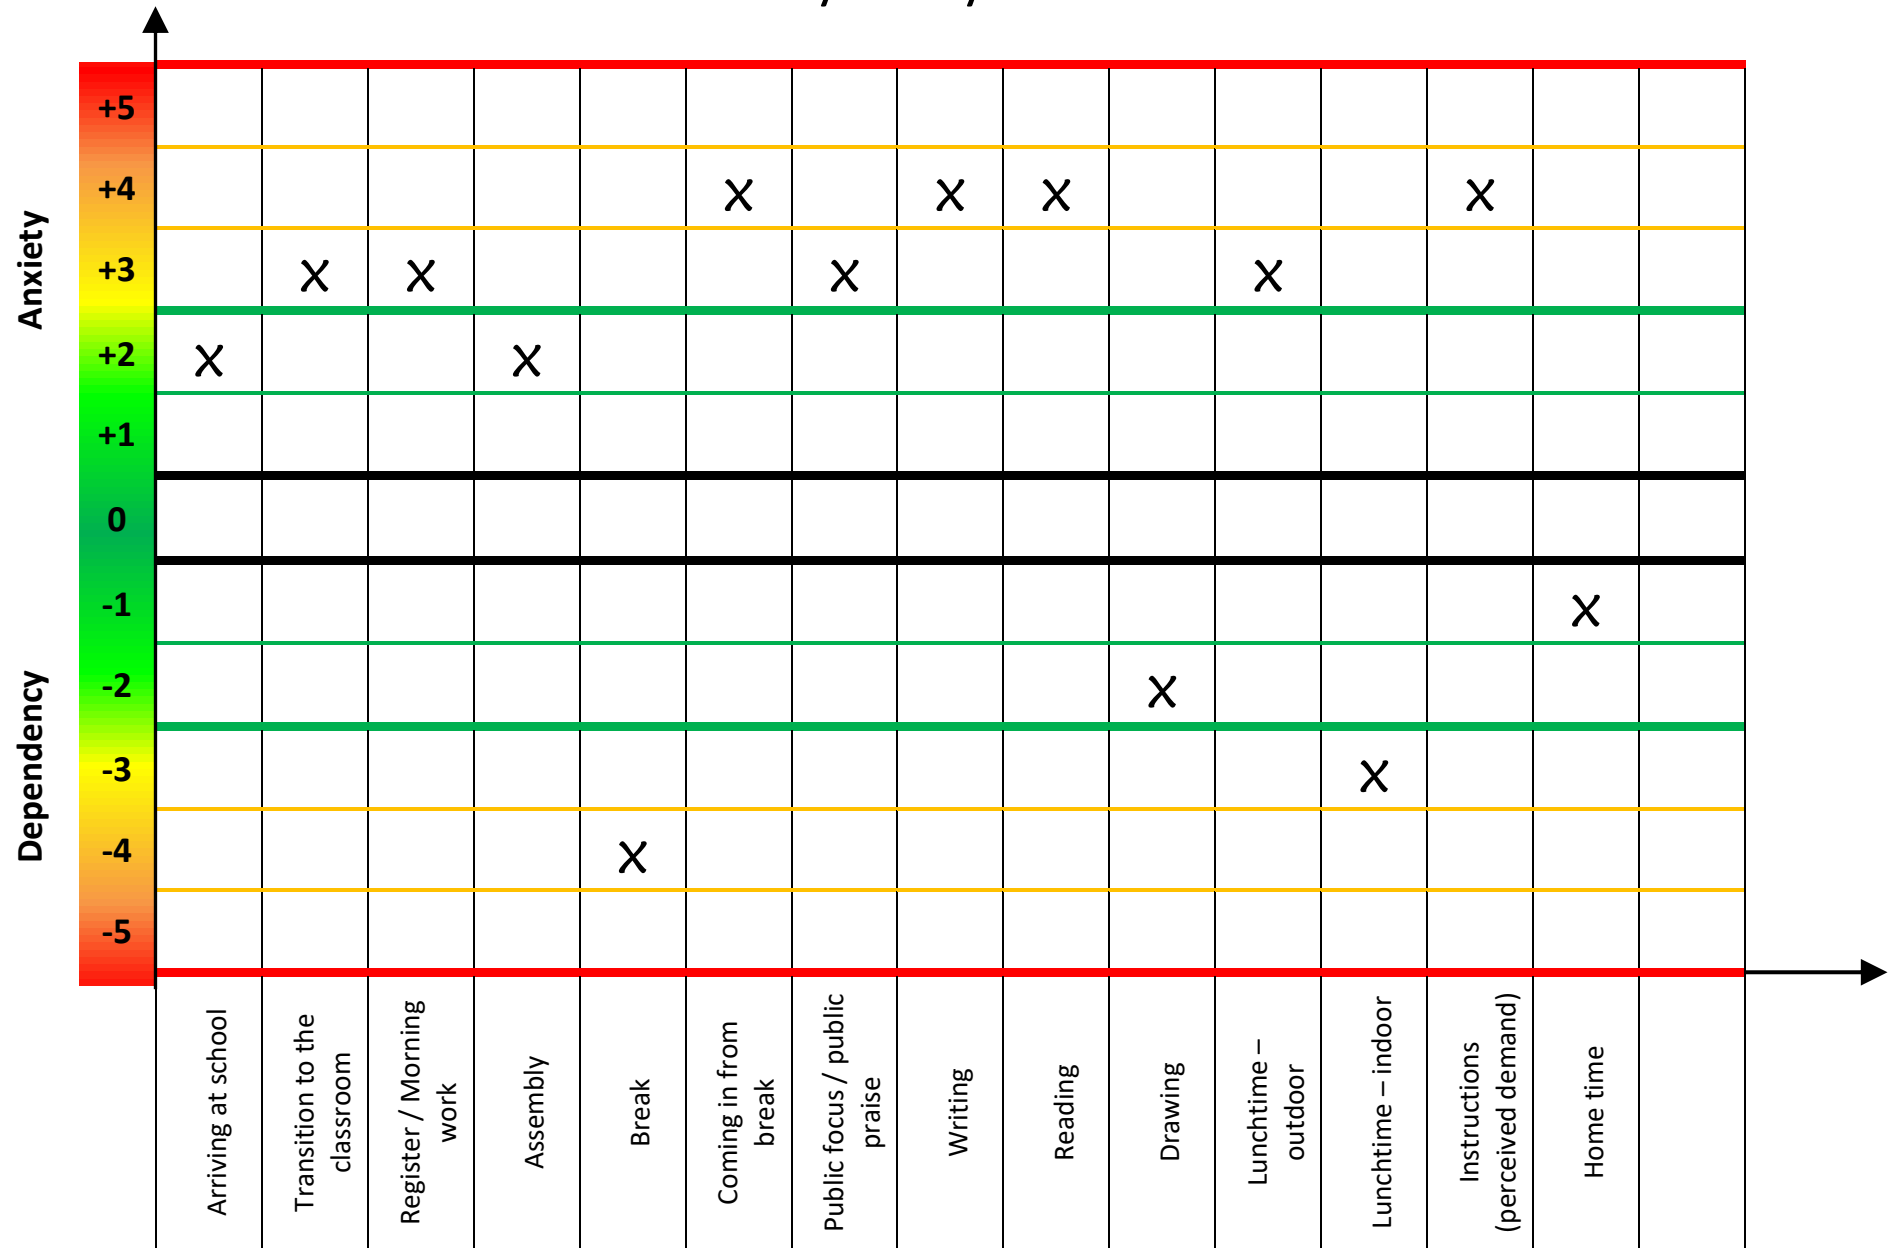 Anxiety
Dependency
+5
+4
+3
+2
+1
0
-1
-2
-3
-4
-5
X X X X
X X X X
X X
X
X
X
X
Arriving at school
Transition to the
classroom
Register / Morning
work
Assembly
Break
Coming in from
break
Public focus / public
praise
Writing
Reading
Drawing
Lunchtime –
outdoor
Lunchtime – indoor
Instructions
(perceived demand)
Home time